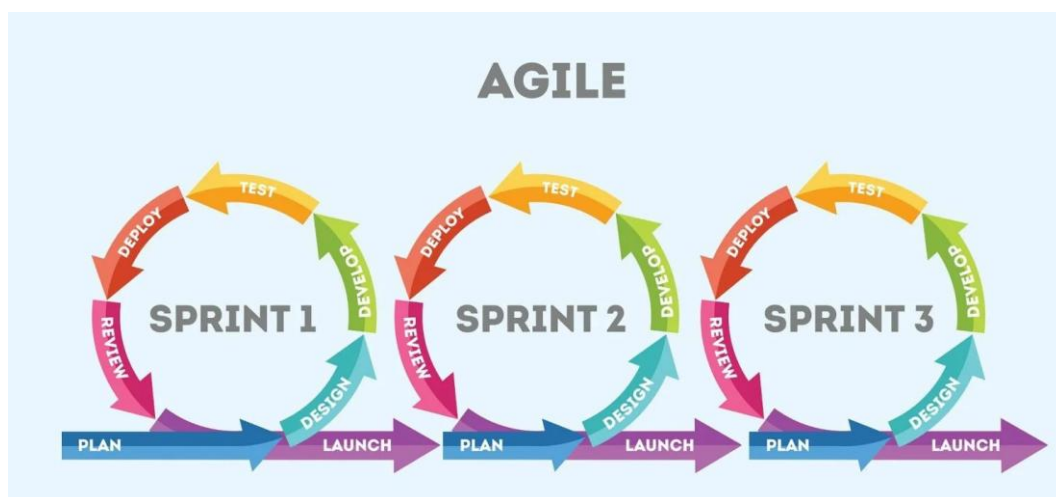 AGILE
TEST
DEPLOY
DEVELOP
SPRINT 1
REVIEW
DESIGN
PLAN
LAUNCH
TEST
DEPLOY
DEVELOP
SPRINT 2
REVIEW
DESIGN
PLAN
LAUNCH
TEST
DEPLOY
DEVELOP
SPRINT 3
REVIEW
DESIGN
PLAN
LAUNCH